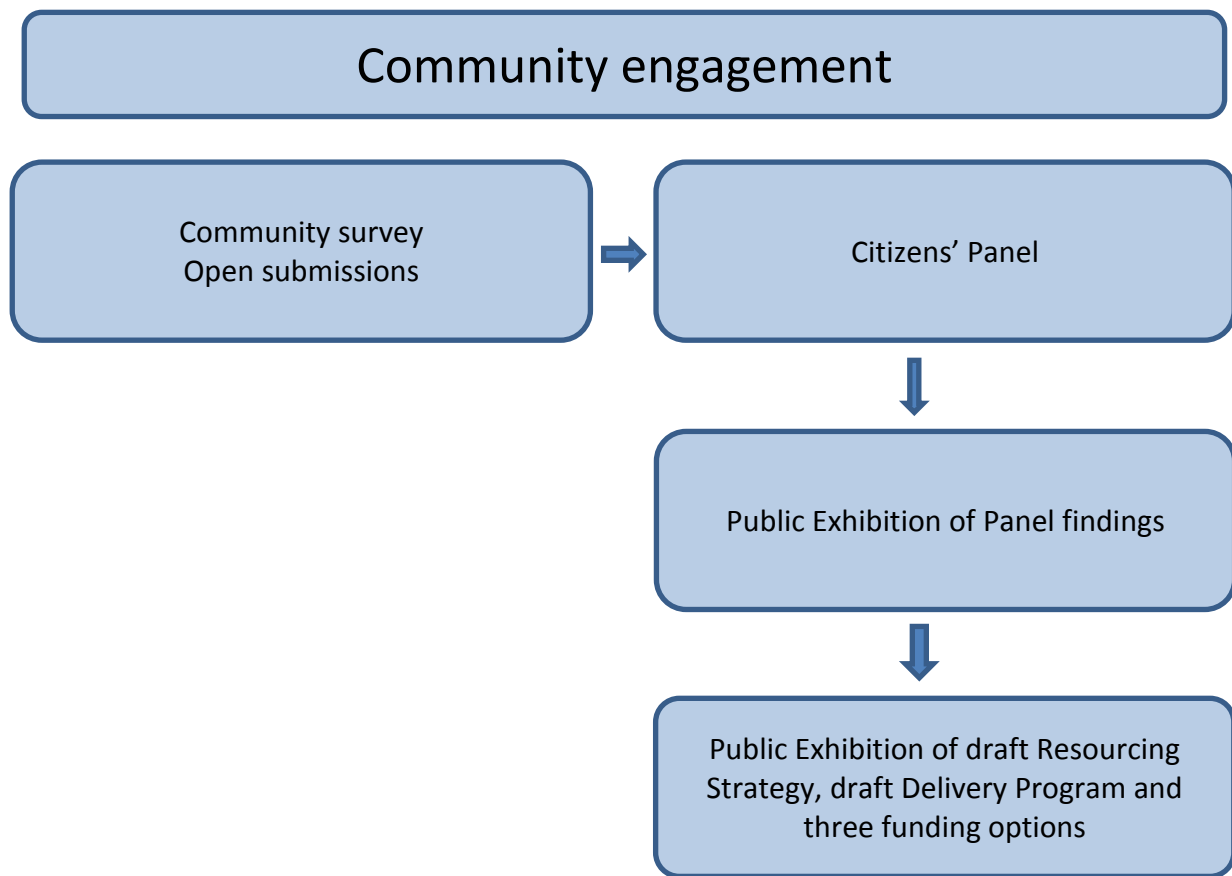 Community engagement
Community survey
Open submissions
Citizens’ Panel
Public Exhibition of Panel findings
Public Exhibition of draft Resourcing
Strategy, draft Delivery Program and
three funding options